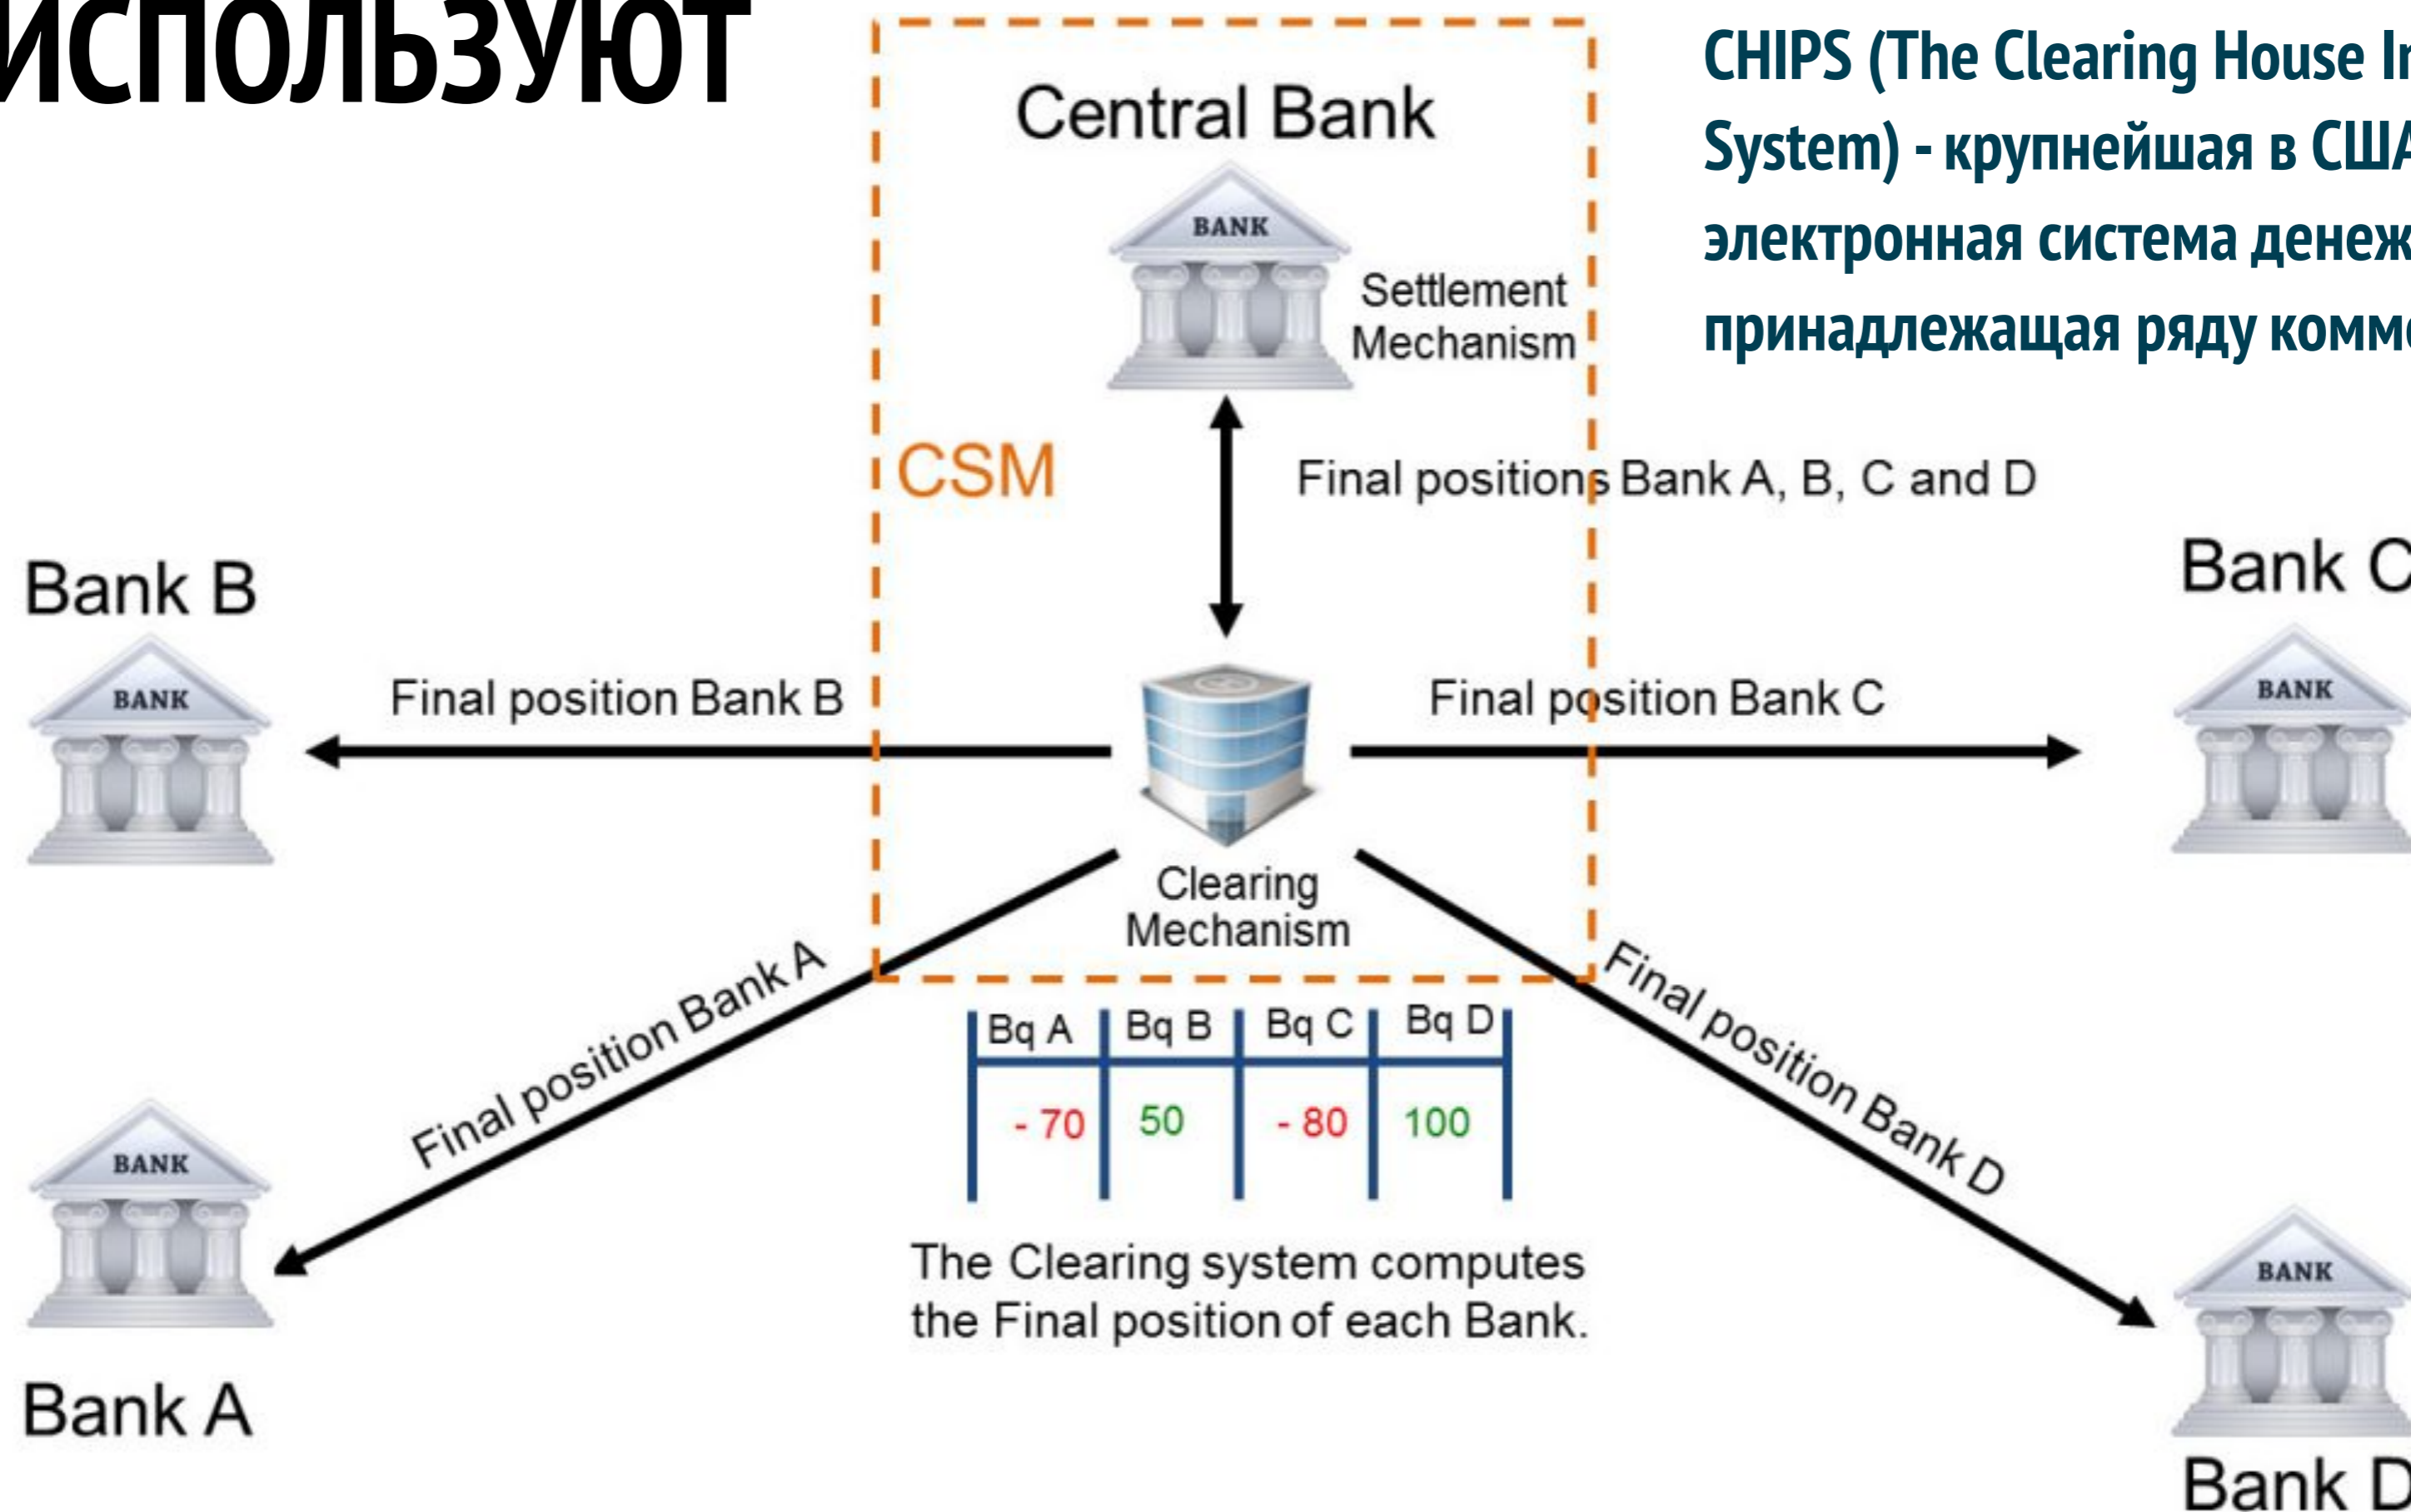 ИСПОЛЬЗУЮТ
CHIPS (The Clearing House
System) - крупнейшая в США
электронная система
принадлежащая ряду
Central Bank
BANK
Settlement
Mechanism
CSM
Final positions Bank A, B, C and D
Bank B
BANK
Final position Bank B
Bank C
BANK
Final position Bank C
Clearing
Mechanism
Final position Bank A
Final position Bank D
Bq A Bq B Bq C Bq D
- 70 50 - 80 100
The Clearing system computes
the Final position of each Bank.
BANK
Bank A
BANK
Bank D